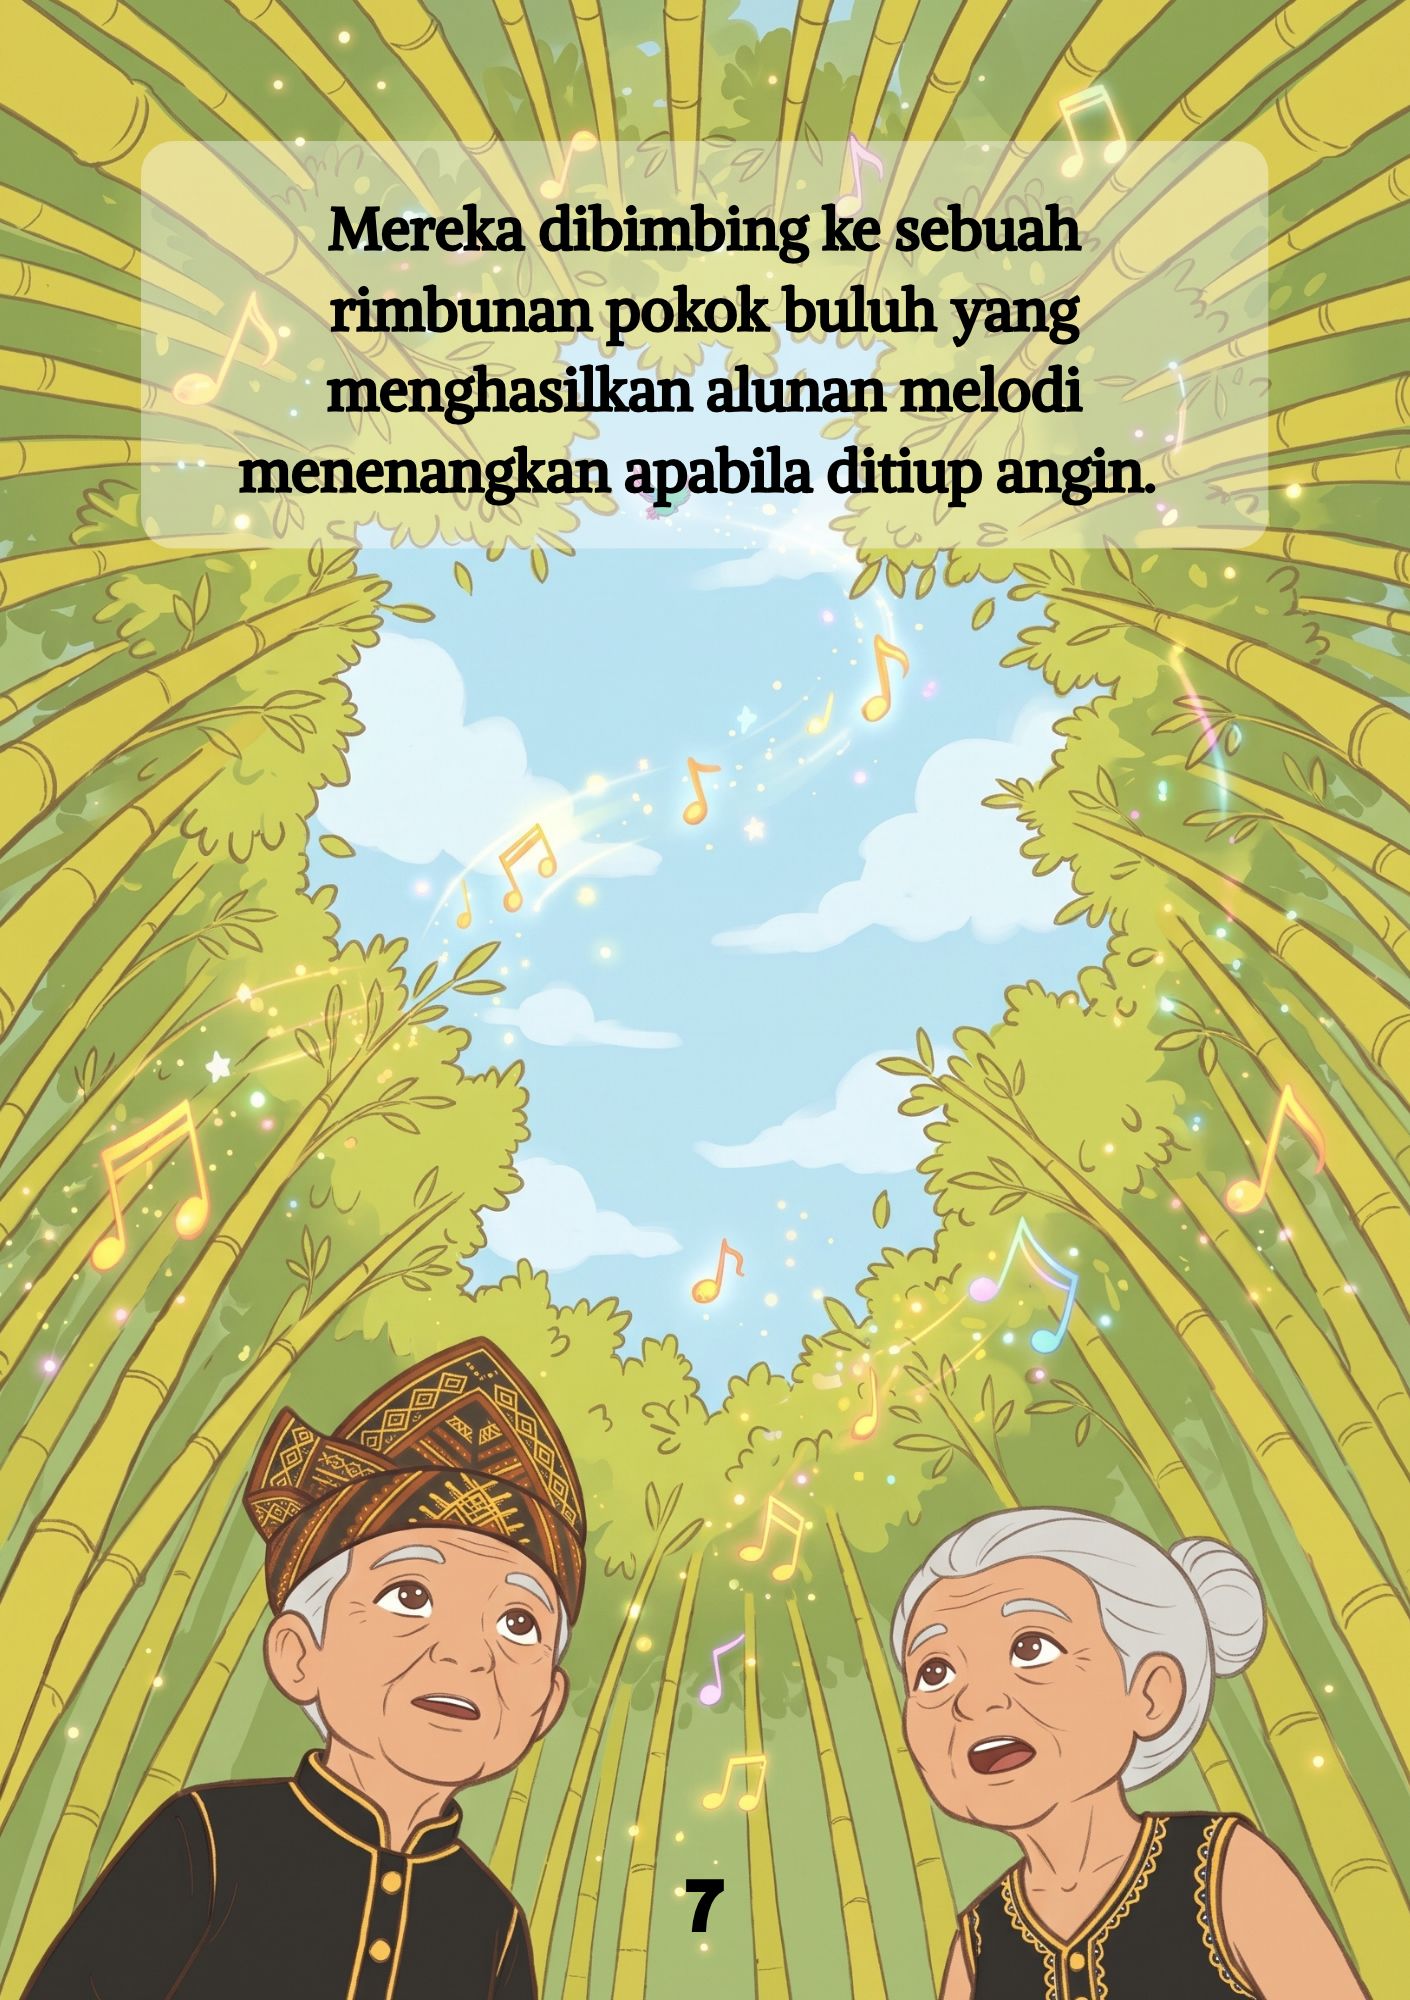 Mereka dibimbing ke sebuah
rimbunan pokok buluh yang
menghasilkan alunan melodi
menenangkan apabila ditiup angin.
7